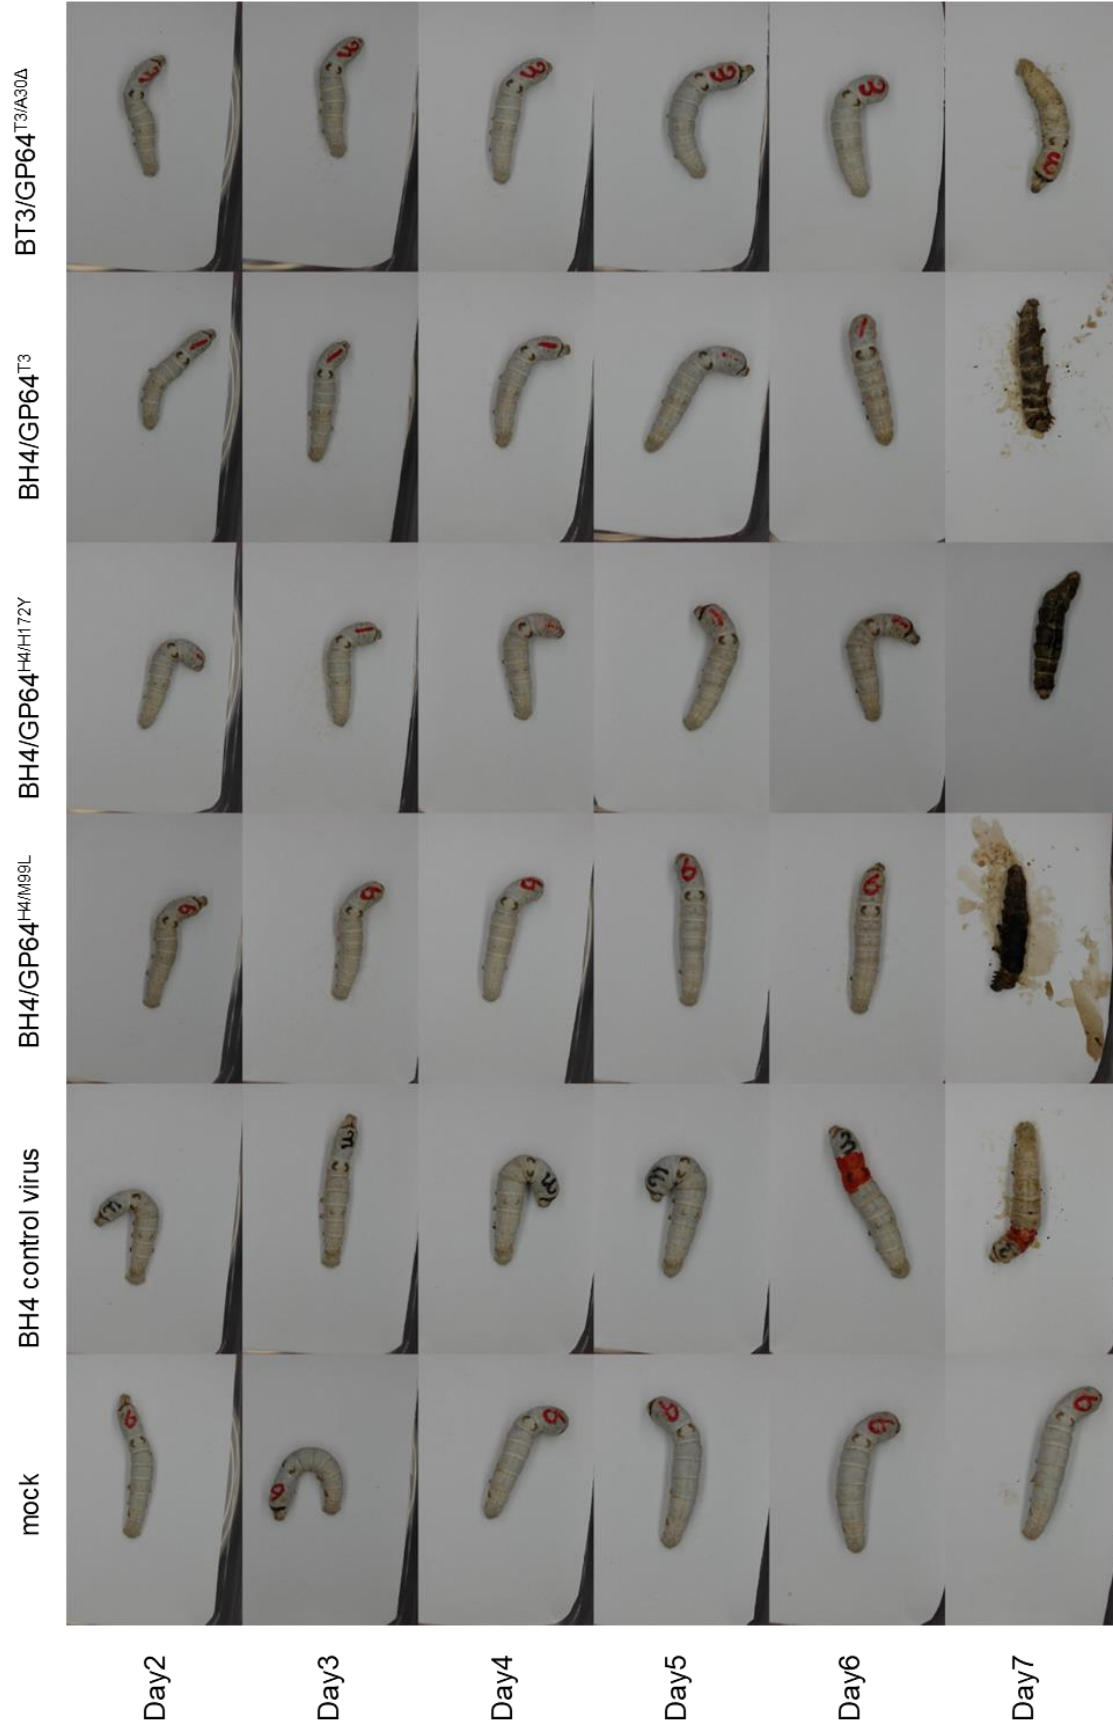 mock
BH4 control virus
BH4/GP64H4/M99L
BH4/GP64H4/H172Y
BH4/GP64T3
BT3/GP64T3/A30Δ
Day2
Day3
Day4
Day5
Day6
Day7